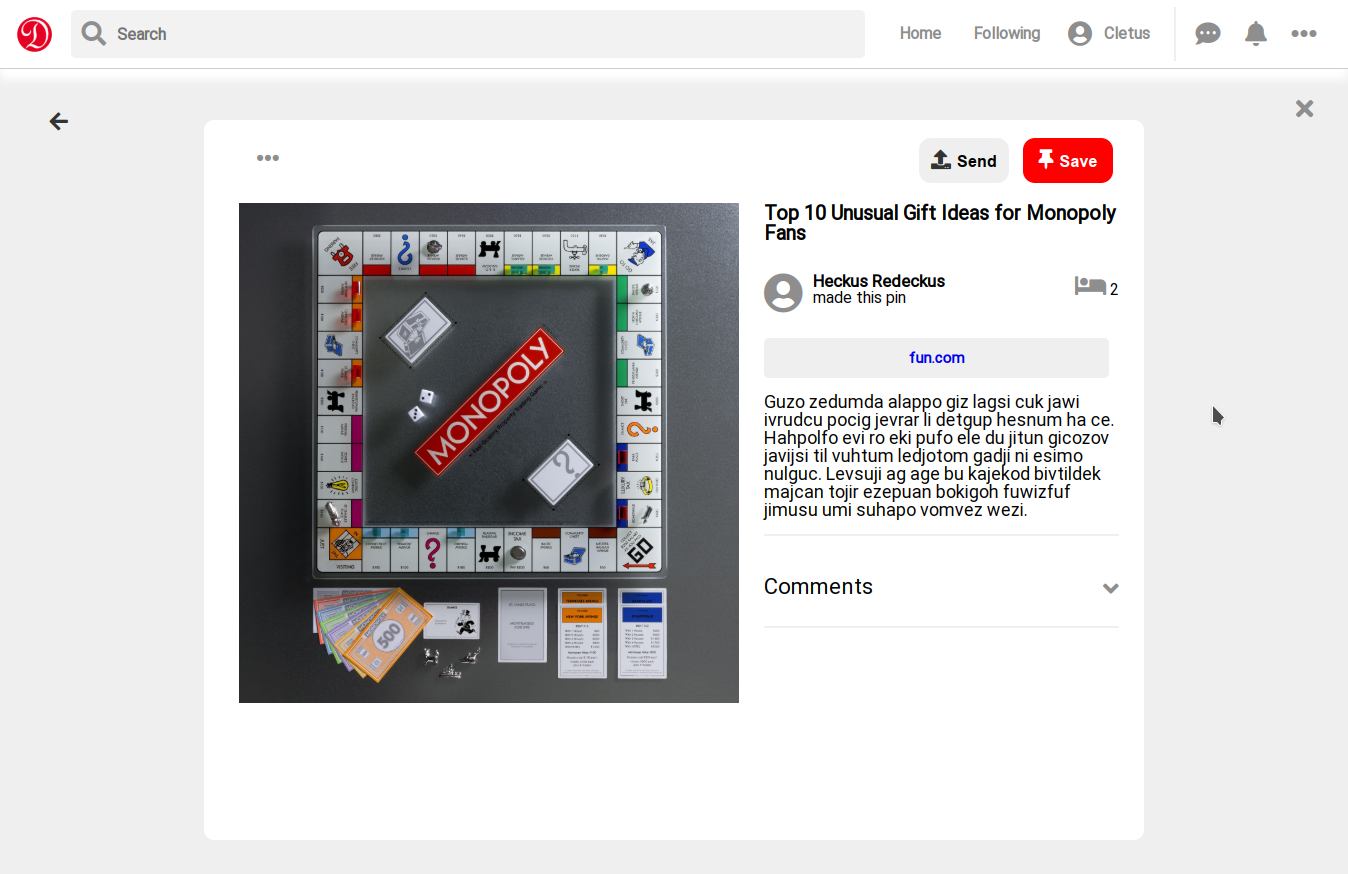 Search
Home
Following
Cletus
Send
Save
Top 10 Unusual Gift Ideas for Monopoly
Fans
Heckus Redeckus
made this pin
2
fun.com
Guzo zedumda alappo giz lagsi cuk jawi
ivrudcu pocig jevrar li detgup hesnum ha ce.
Hahpolfo evi ro eki pufo ele du jitun gicozov
javijsi til vuhtum ledjotom gadji ni esimo
nulguc. Levsuji ag age bu kajekod bivtildek
majcan tojir ezepuan bokigoh fuwizfuf
jimusu umi suhapo vomvez wezi.
Comments
MONOPOLY
INCOME
TAX
GO
VISITING
500